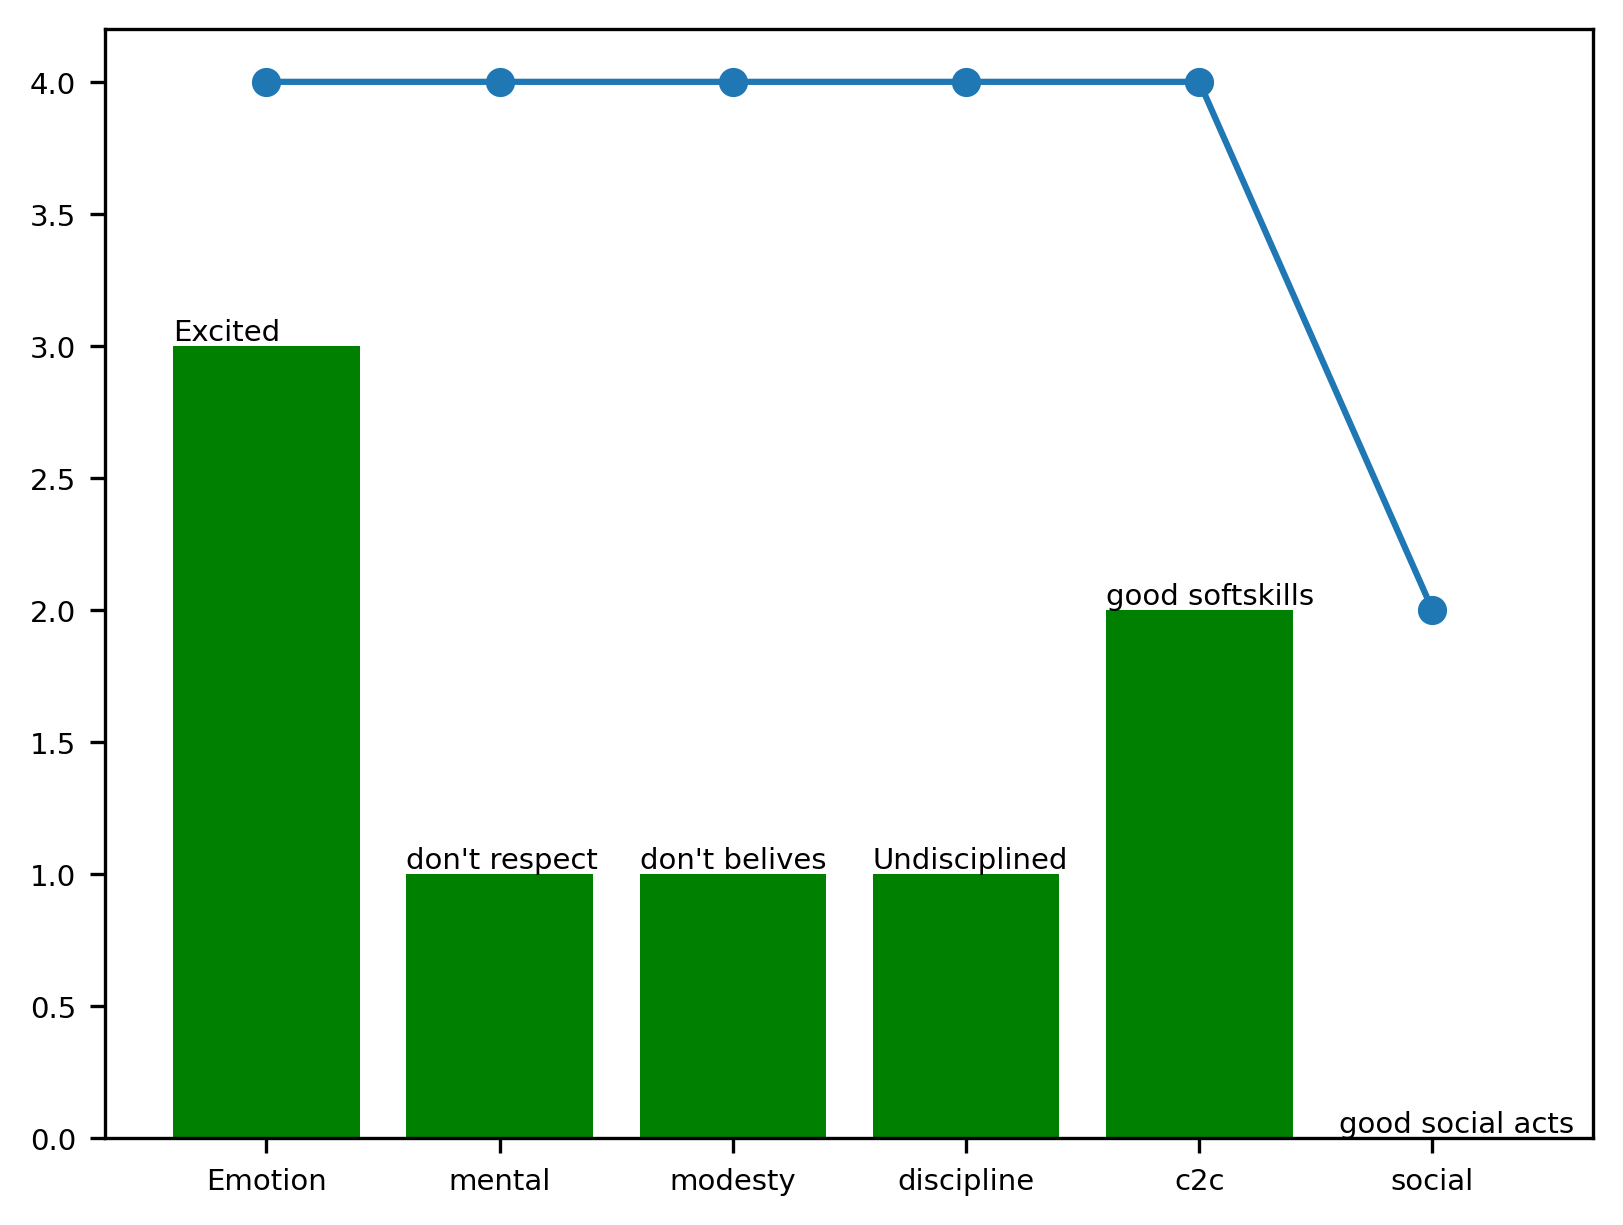 4.0
3.5
3.0
2.5
2.0
1.5
1.0
0.5
0.0
Excited
don't respect
don't belives
Undisciplined
good softskills
good social acts
Emotion mental modesty discipline c2c social